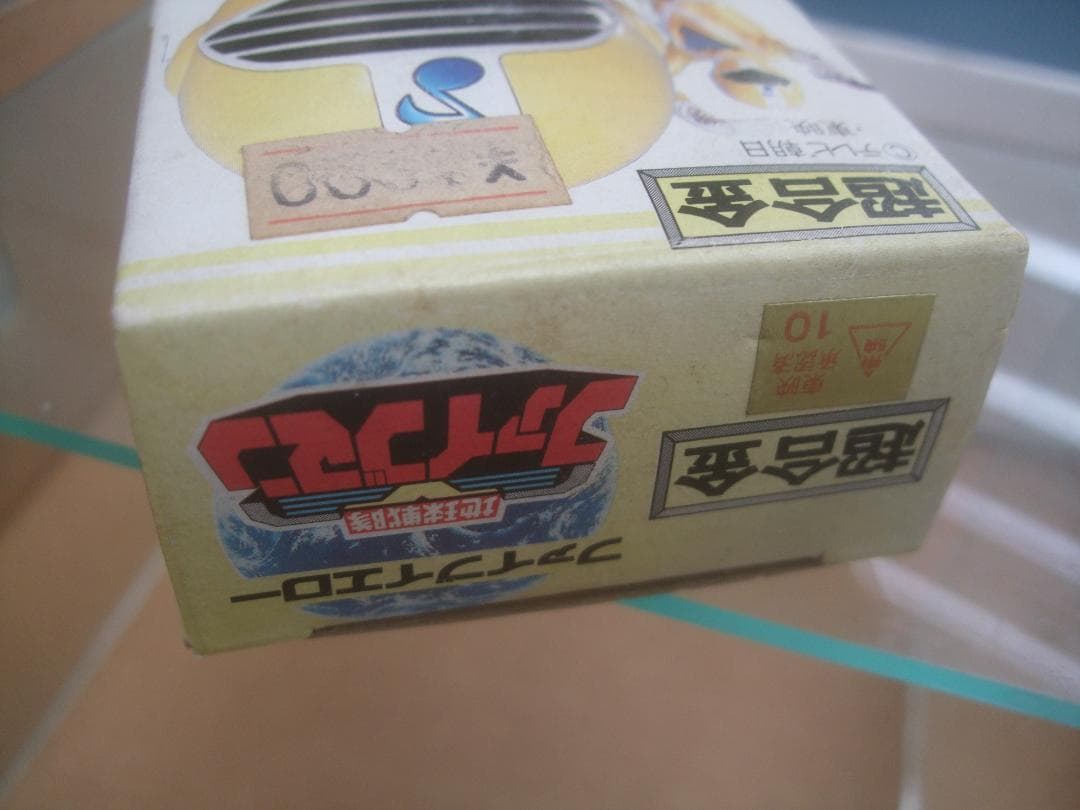 ファイブイエロー
地球戦隊
ファイブマン
超合金
東映
承認済
10
超合金
©テレビ朝日
・東映